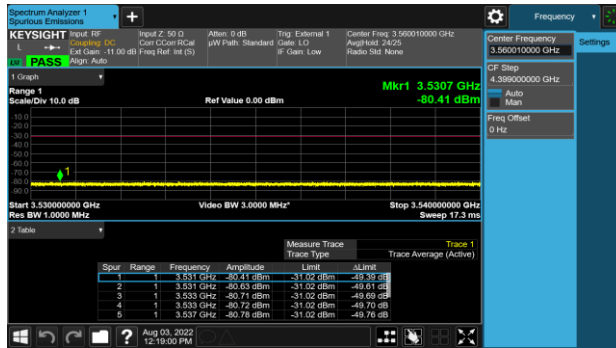 Spectrum Analyzer 1
Spurious Emissions
Frequency
KEYSIGHT Input: RF Input Z: 50 Ω Atten: 0 dB Trig: External 1 Center Freq: 3.560010000 GHz
L Coupling: DC Corr CCorr RCal µW Path: Standard Gate: LO Avg|Hold: 24/25
Ext Gain: -11.00 dB Freq Ref: Int (S) IF Gain: Low Radio Std: None
PASS Align: Auto
Center Frequency
3.560010000 GHz
Settings
CF Step
4.399000000 GHz
Auto
Man
Freq Offset
0 Hz
1 Graph
Range 1
Mkr1 3.5307 GHz
Scale/Div 10.0 dB Ref Value 0.00 dBm -80.41 dBm
-10.0
-20.0
-30.0
-40.0
-50.0
-60.0
-70.0
-80.0
-90.0
1
Start 3.530000000 GHz Video BW 3.0000 MHz* Stop 3.540000000 GHz
Res BW 1.0000 MHz Sweep 17.3 ms
2 Table
Measure Trace Trace 1
Trace Type Trace Average (Active)
Spur Range Frequency Amplitude Limit ΔLimit
1 1 3.531 GHz -80.41 dBm -31.02 dBm -49.39 dB
2 1 3.531 GHz -80.63 dBm -31.02 dBm -49.61 dB
3 1 3.533 GHz -80.71 dBm -31.02 dBm -49.69 dB
4 1 3.533 GHz -80.72 dBm -31.02 dBm -49.70 dB
5 1 3.537 GHz -80.78 dBm -31.02 dBm -49.76 dB
? Aug 03, 2022
12:19:00 PM